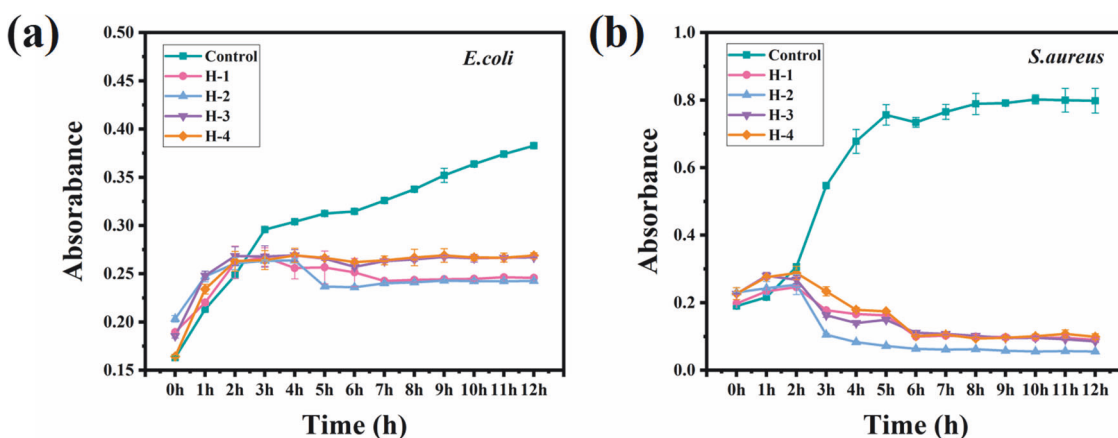 (a)
E.coli
Control
H-1
H-2
H-3
H-4
0.50
0.45
0.40
0.35
0.30
0.25
0.20
0.15
Absorabance
0h 1h 2h 3h 4h 5h 6h 7h 8h 9h 10h 11h 12h
Time (h)
(b)
S.aureus
Control
H-1
H-2
H-3
H-4
1.0
0.8
0.6
0.4
0.2
0.0
Absorbance
0h 1h 2h 3h 4h 5h 6h 7h 8h 9h 10h 11h 12h
Time (h)